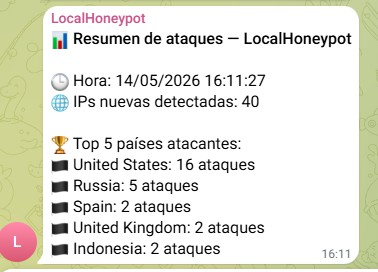 LocalHoneypot
📊 Resumen de ataques — LocalHoneypot
🕒 Hora: 14/05/2026 16:11:27
🌐 IPs nuevas detectadas: 40
🏆 Top 5 países atacantes:
🏴 United States: 16 ataques
🏴 Russia: 5 ataques
🏴 Spain: 2 ataques
🏴 United Kingdom: 2 ataques
🏴 Indonesia: 2 ataques
L
16:11